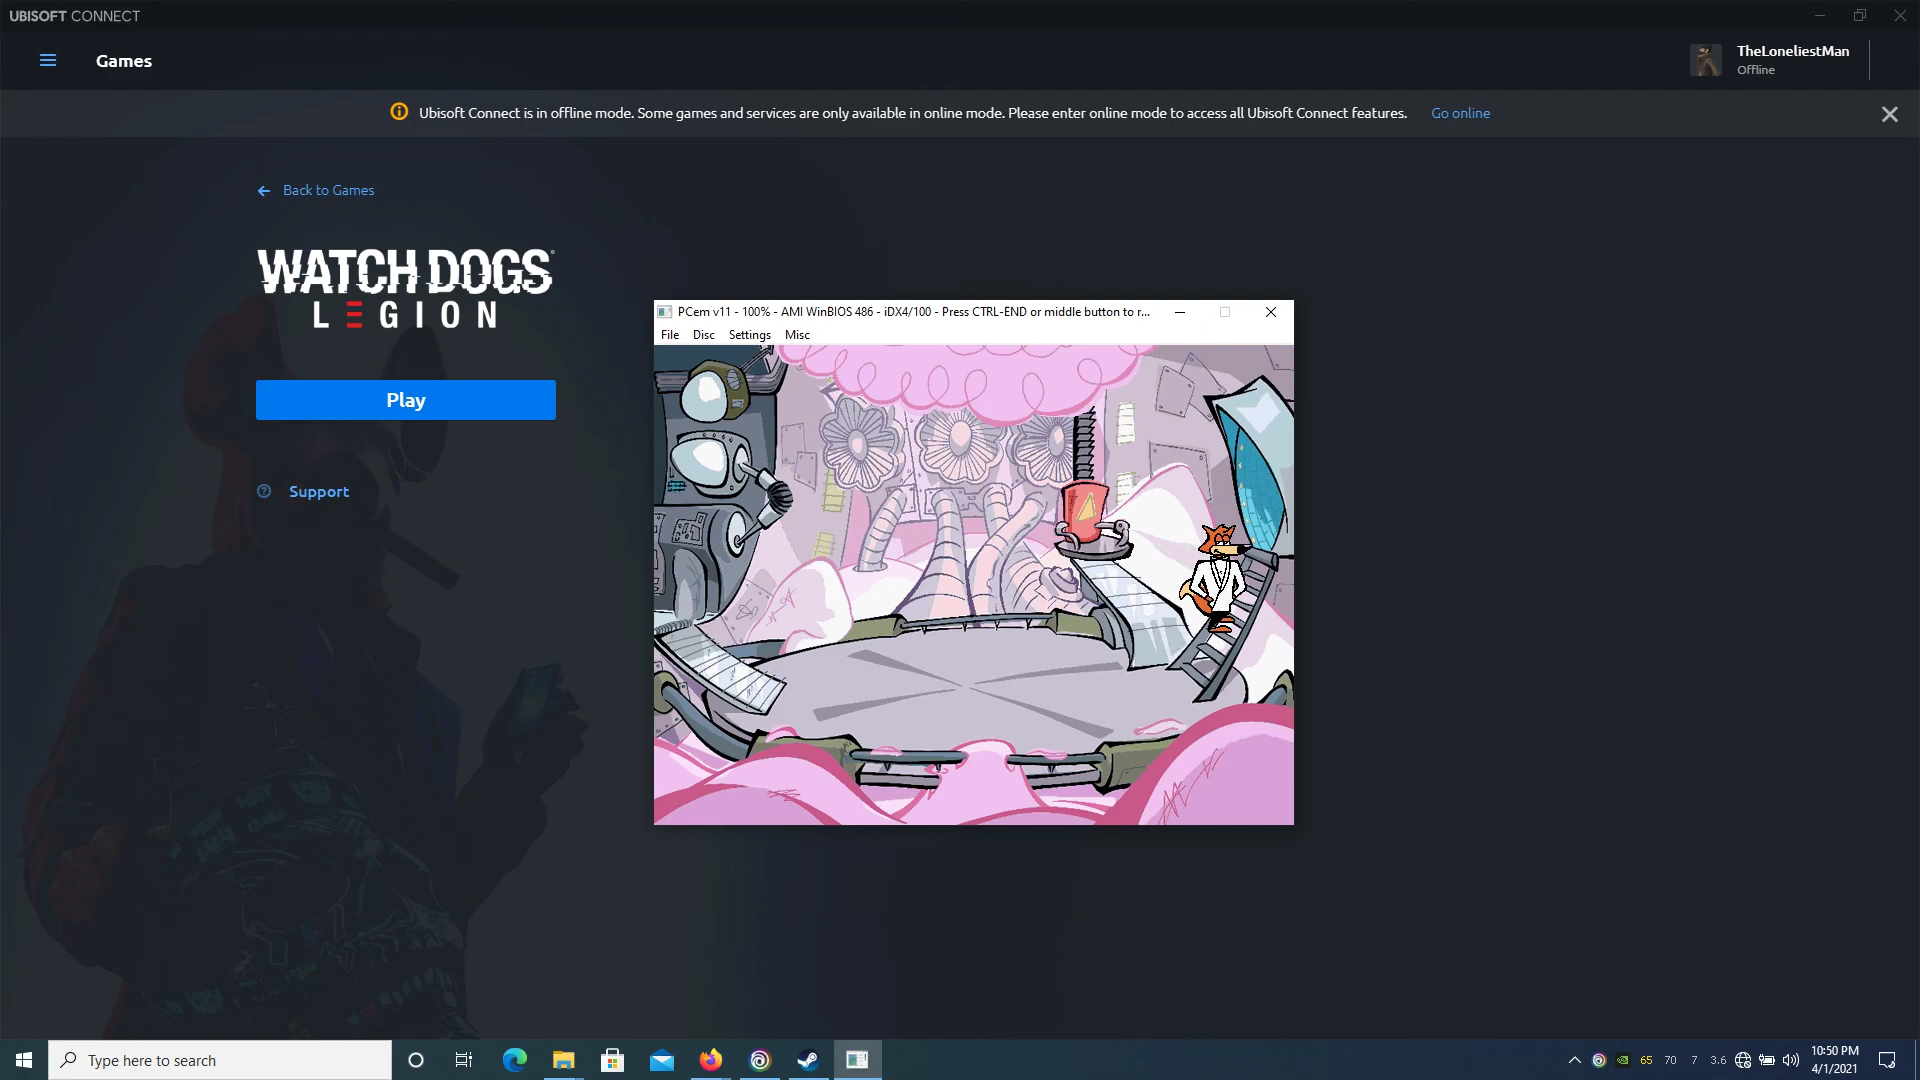 UBISOFT CONNECT
Games
TheLoneliestMan
Offline
Ubisoft Connect is in offline mode. Some games and services are only available in online mode. Please enter online mode to access all Ubisoft Connect features. Go online
Back to Games
WATCH DOGS
LEGION
Play
Support
PCem v11 - 100% - AMI WinBIOS 486 - iDX4/100 - Press CTRL-END or middle button to r...
File Disc Settings Misc
Type here to search
65 70 7 3.6
10:50 PM
4/1/2021